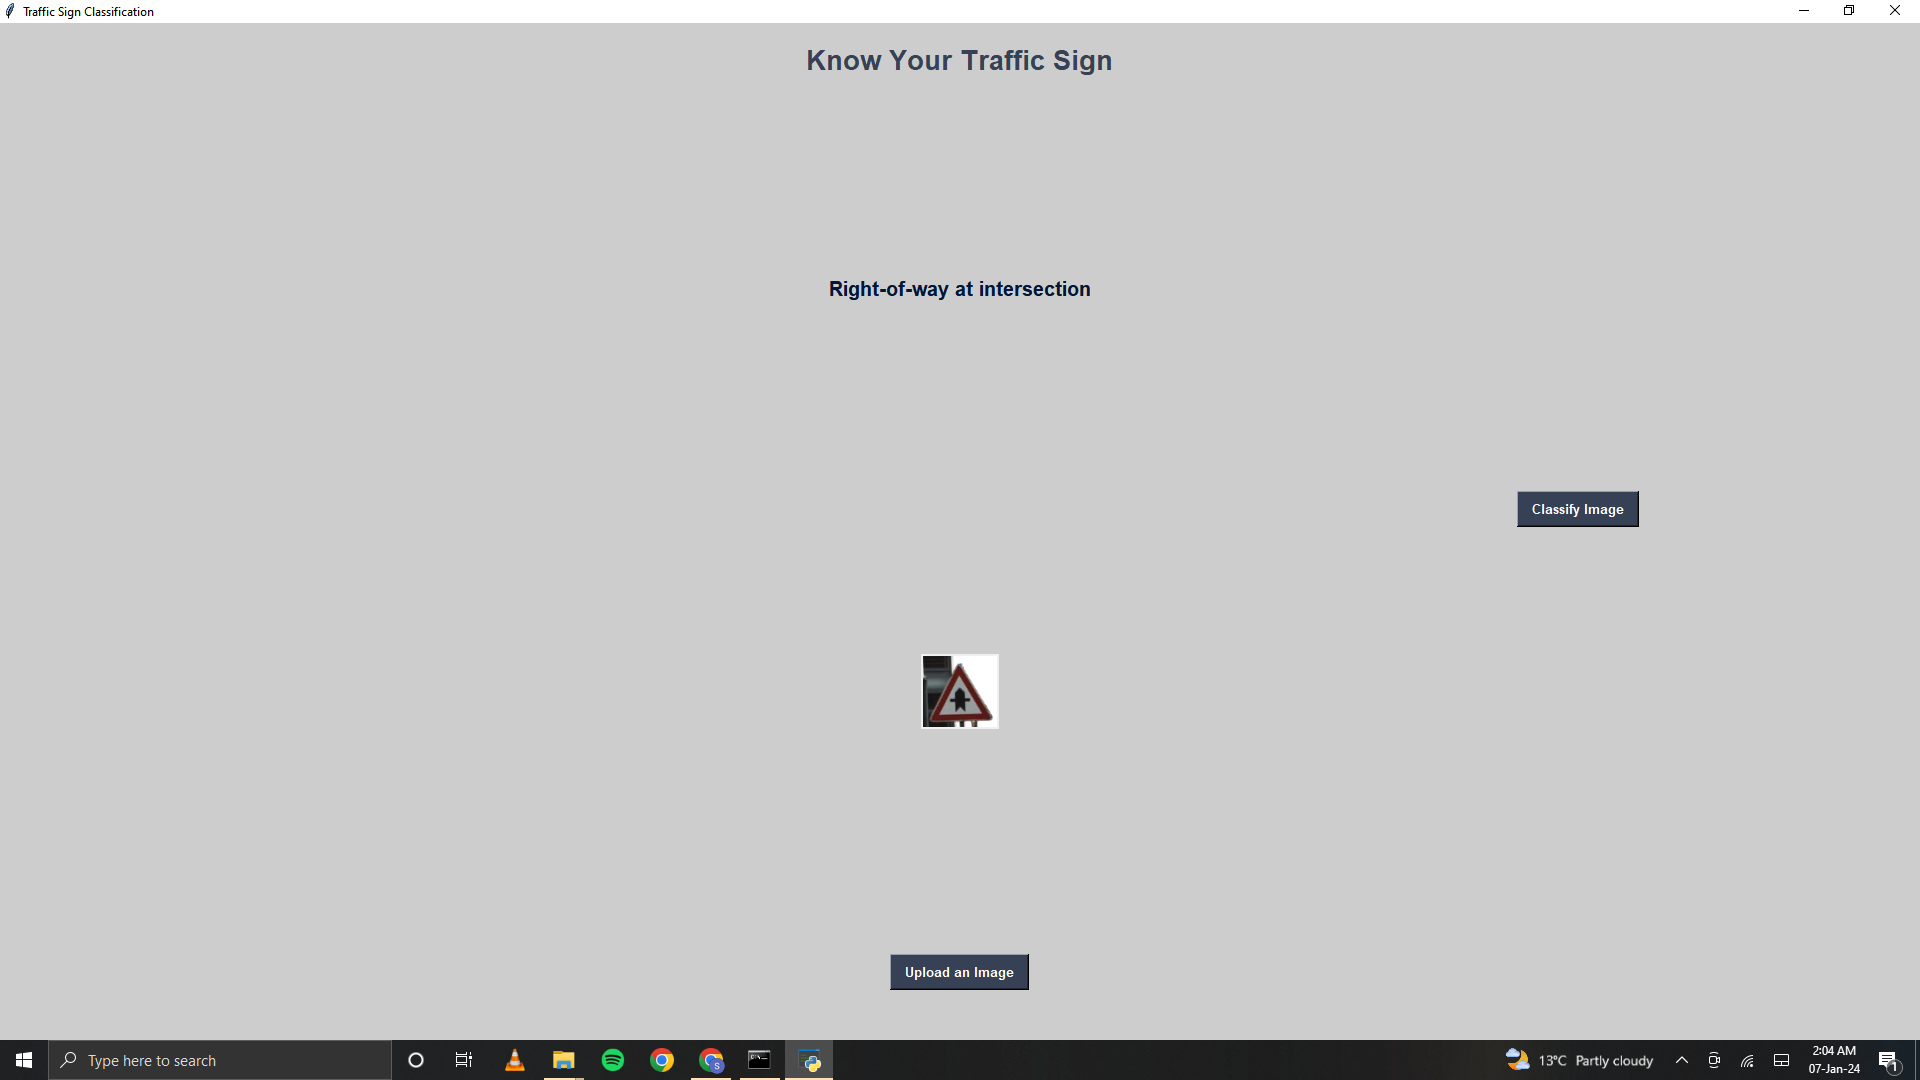 Traffic Sign Classification
Know Your Traffic Sign
Right-of-way at intersection
Classify Image
Upload an Image
Type here to search
S
13°C Partly cloudy
2:04 AM
07-Jan-24
1